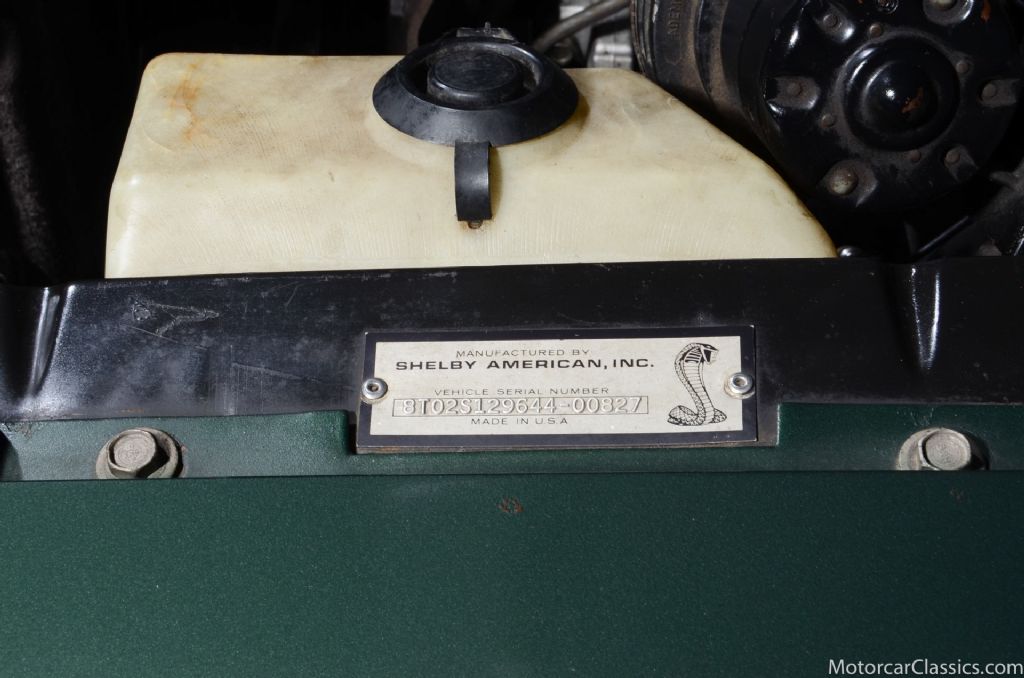 MANUFACTURED BY
SHELBY AMERICAN, INC.
VEHICLE SERIAL NUMBER
8T02S129644-00827
MADE IN U.S.A
MotorcarClassics.com